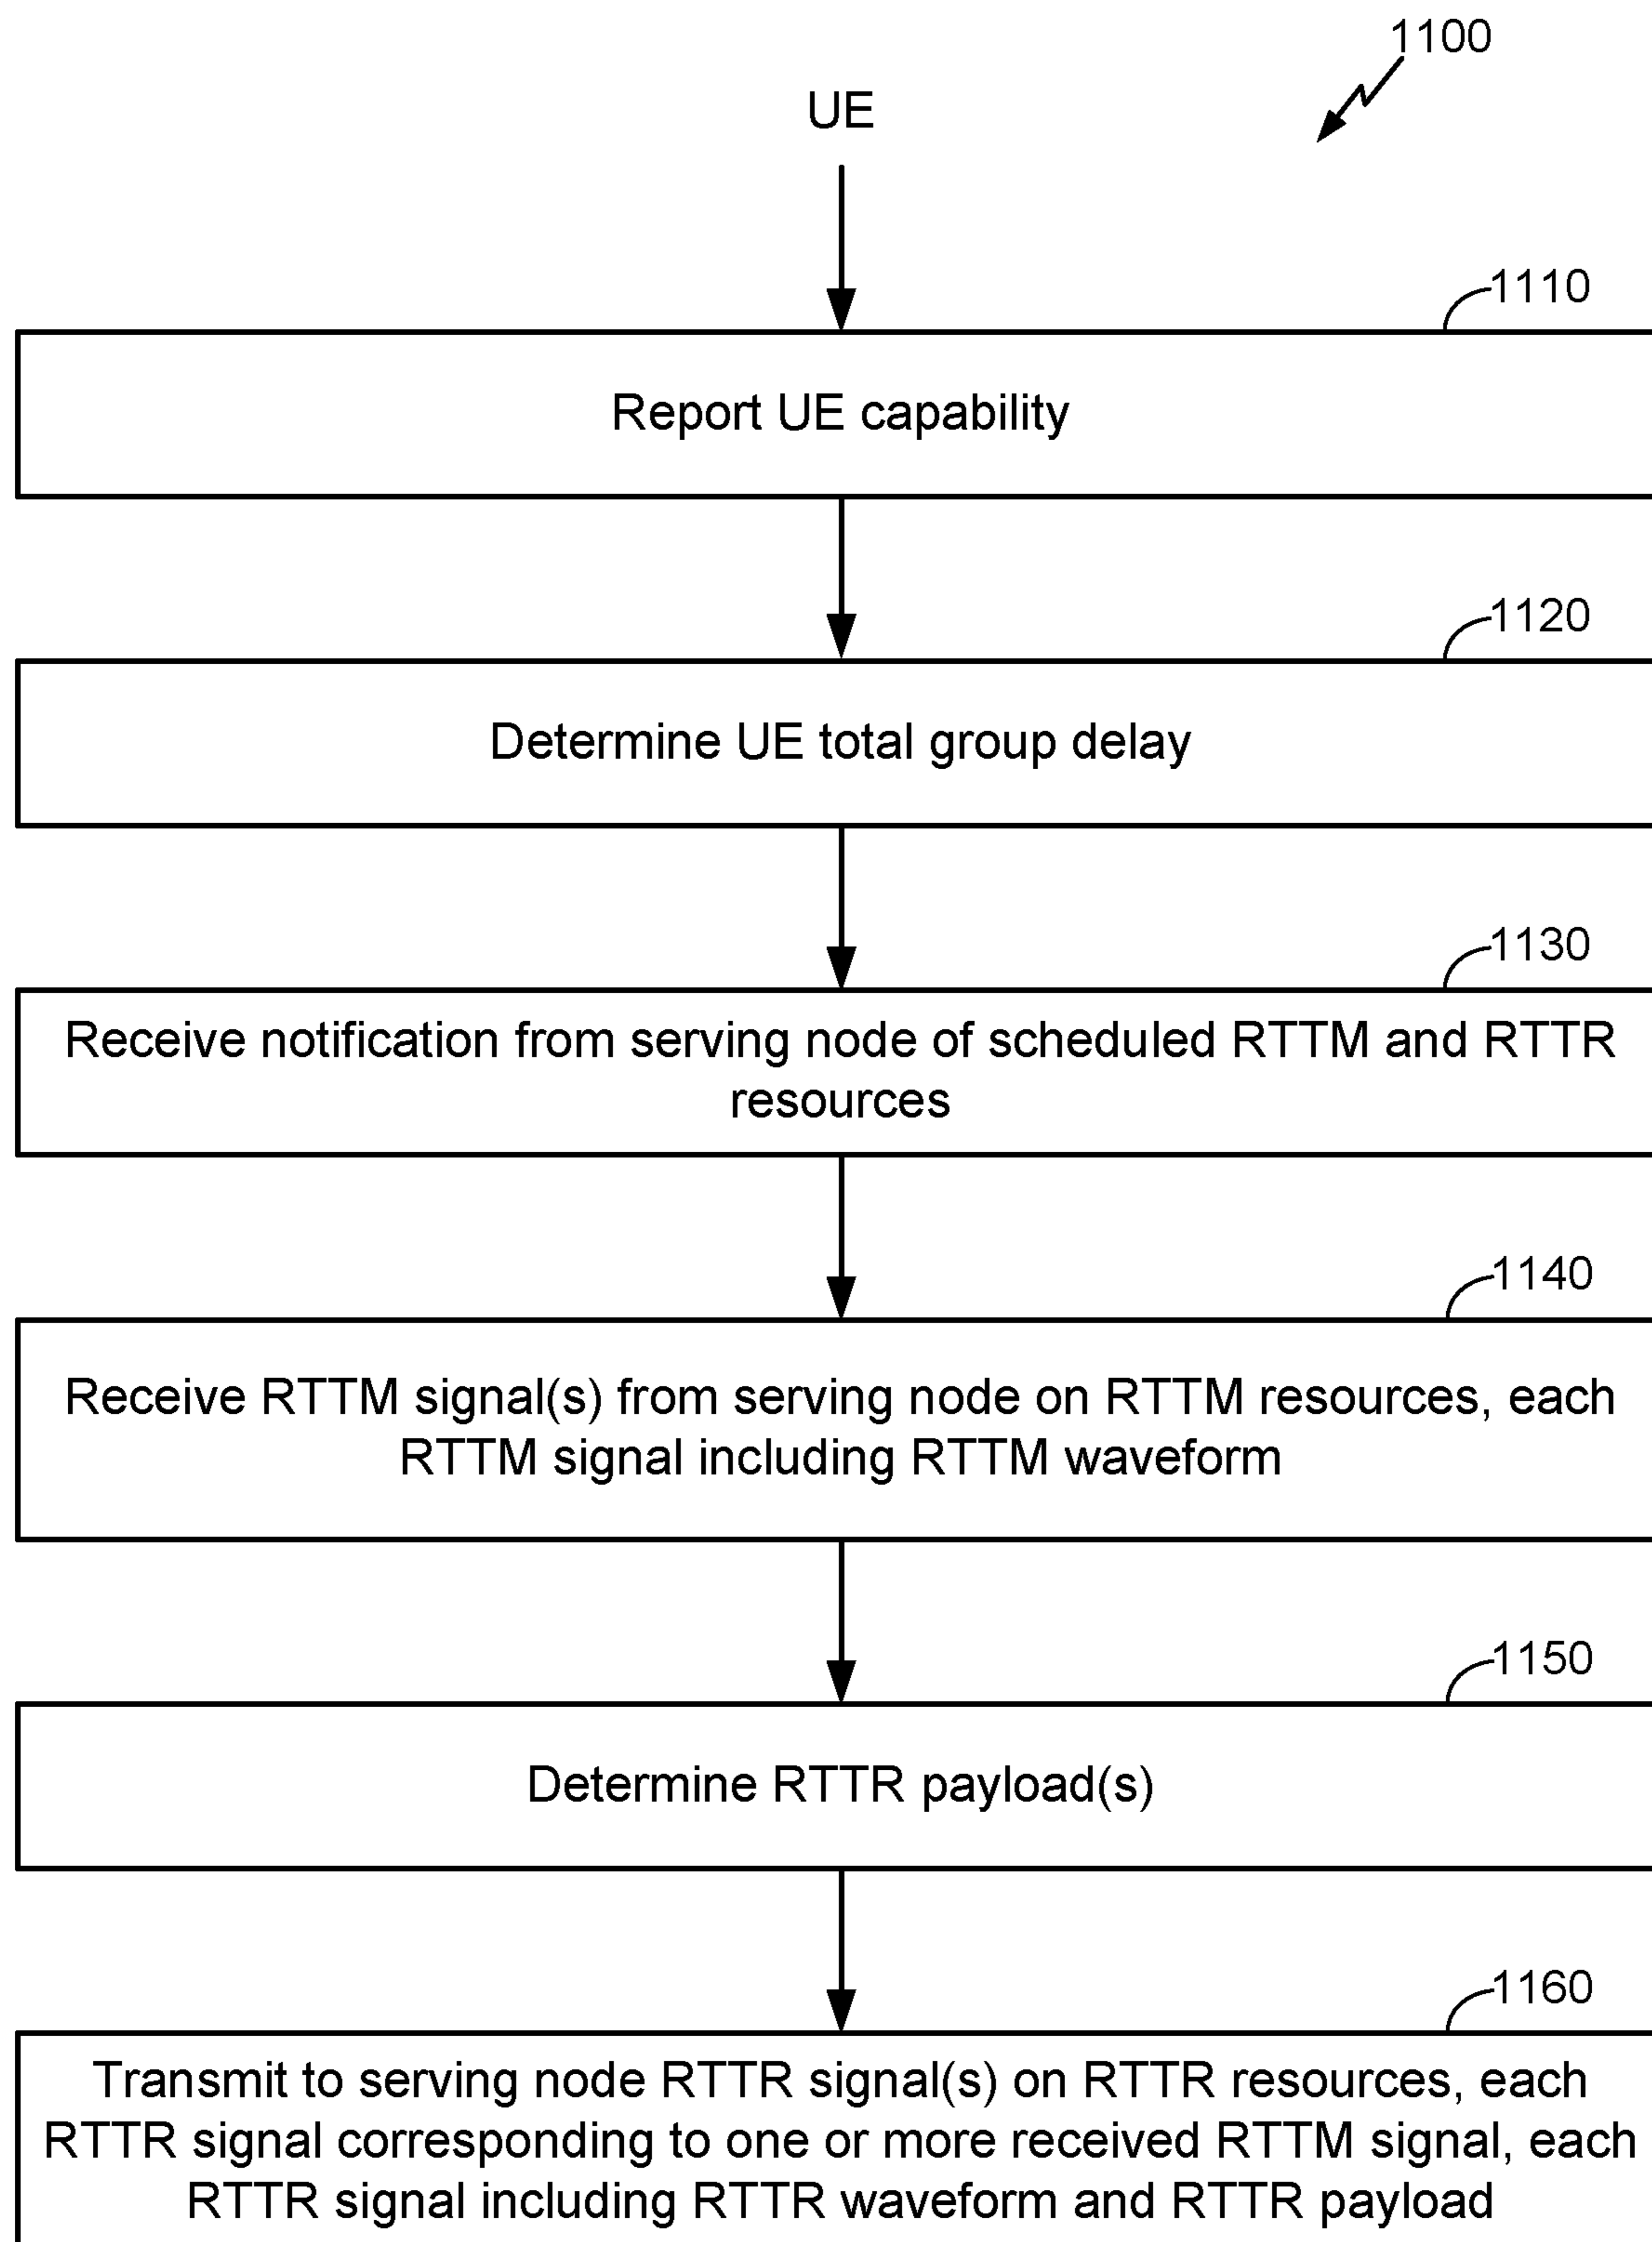 1100
UE
1110
Report UE capability
1120
Determine UE total group delay
1130
Receive notification from serving node of scheduled RTTM and RTTR
resources
1140
Receive RTTM signal(s) from serving node on RTTM resources, each
RTTM signal including RTTM waveform
1150
Determine RTTR payload(s)
1160
Transmit to serving node RTTR signal(s) on RTTR resources, each
RTTR signal corresponding to one or more received RTTM signal, each
RTTR signal including RTTR waveform and RTTR payload